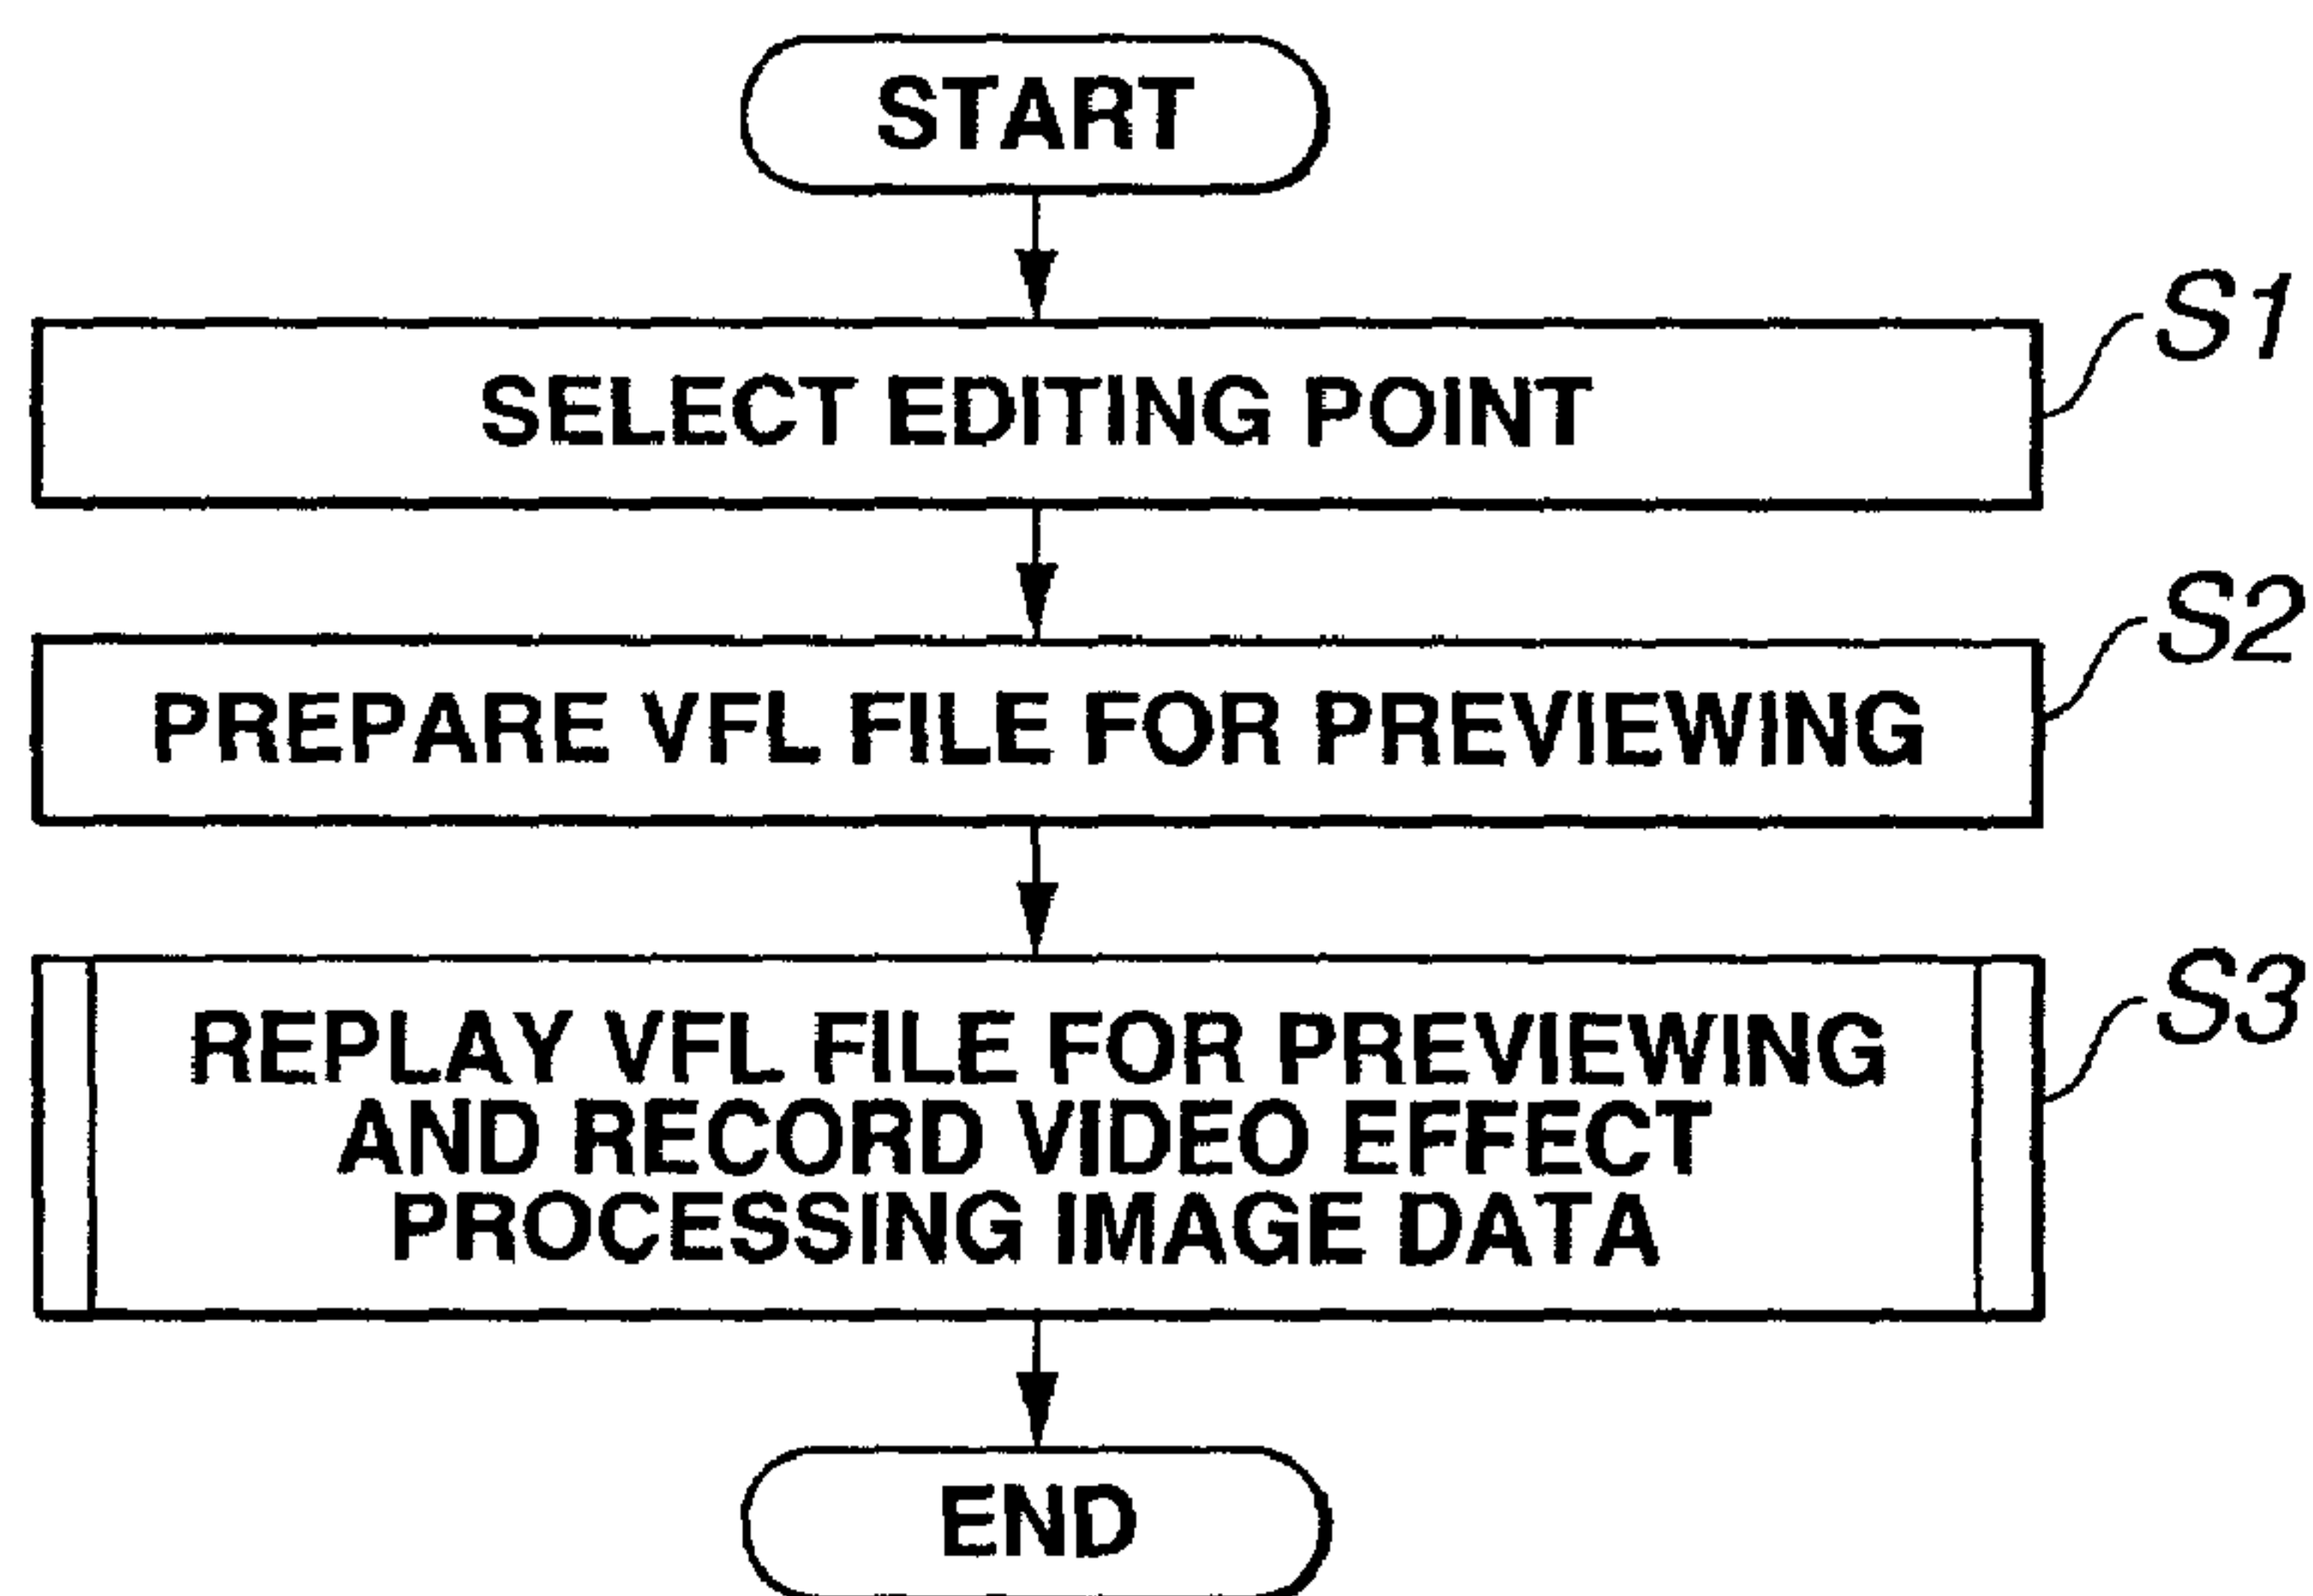 START
S1
SELECT EDITING POINT
S2
PREPARE VFL FILE FOR PREVIEWING
S3
REPLAY VFL FILE FOR PREVIEWING
AND RECORD VIDEO EFFECT
PROCESSING IMAGE DATA
END